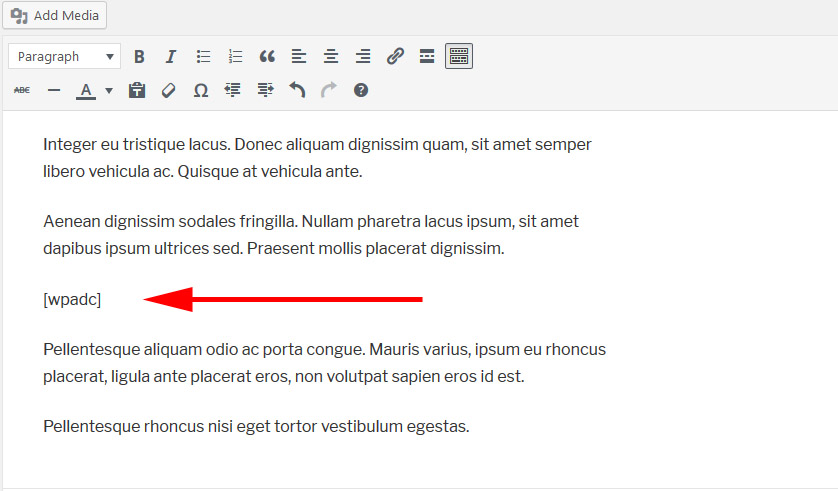 Add Media
Paragraph B I
ABC A Ω
Integer eu tristique lacus. Donec aliquam dignissim quam, sit amet semper
libero vehicula ac. Quisque at vehicula ante.
Aenean dignissim sodales fringilla. Nullam pharetra lacus ipsum, sit amet
dapibus ipsum ultrices sed. Praesent mollis placerat dignissim.
[wpadc]
Pellentesque aliquam odio ac porta congue. Mauris varius, ipsum eu rhoncus
placerat, ligula ante placerat eros, non volutpat sapien eros id est.
Pellentesque rhoncus nisi eget tortor vestibulum egestas.